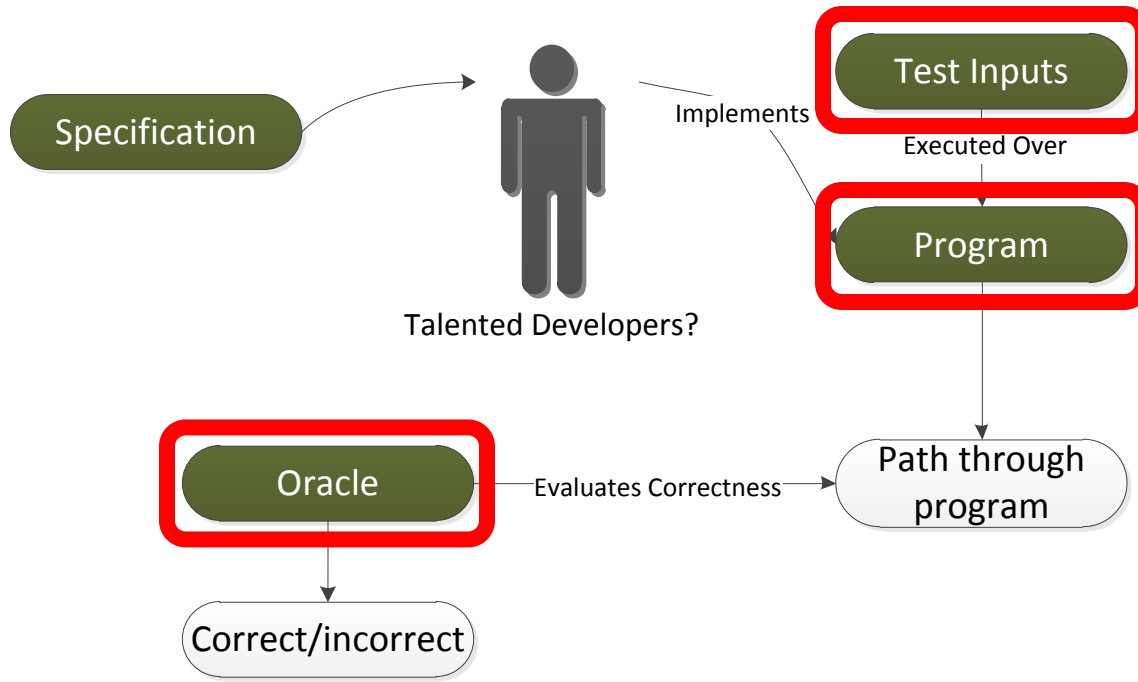 Test Inputs
Specification
Implements
Executed Over
Program
Talented Developers?
Oracle
Evaluates Correctness
Path through
program
Correct/incorrect